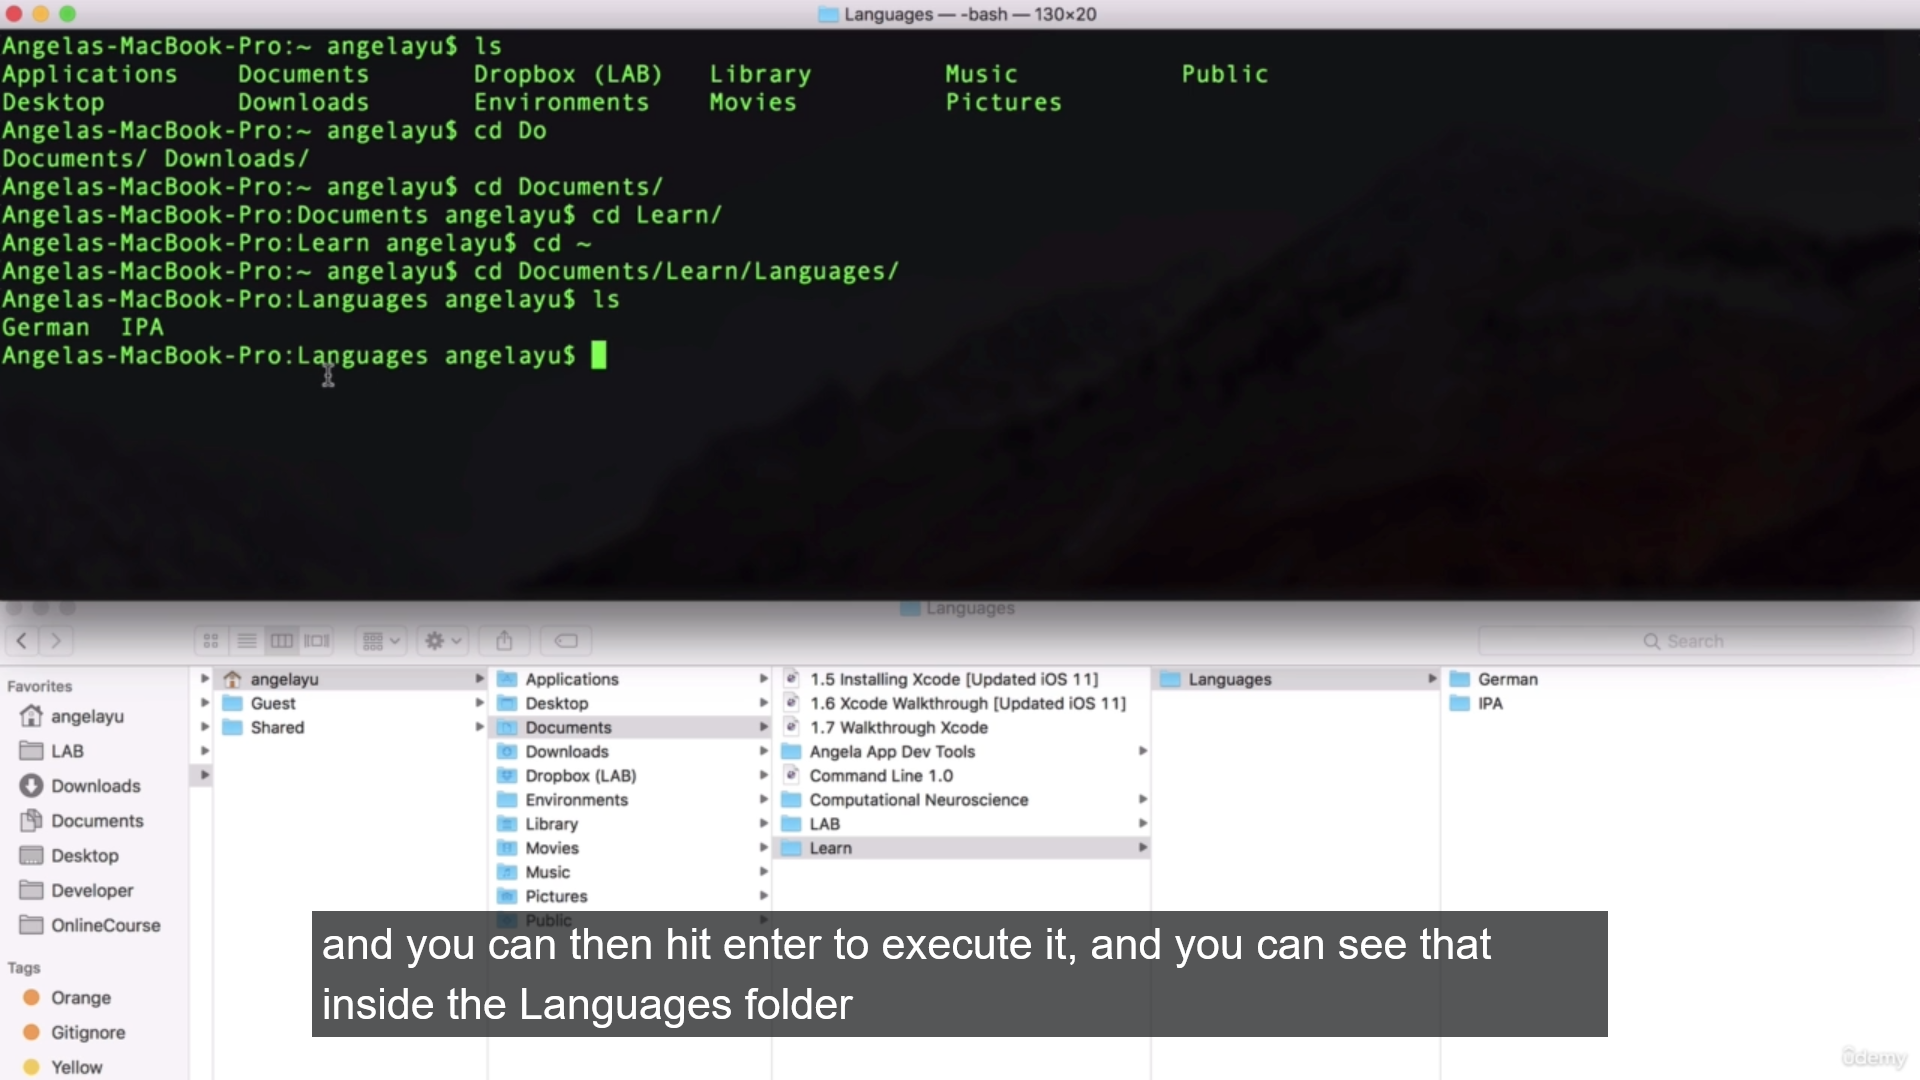 Languages — -bash — 130×20
Angelas-MacBook-Pro:~ angelayu$ ls
Applications Documents Dropbox (LAB) Library Music Public
Desktop Downloads Environments Movies Pictures
Angelas-MacBook-Pro:~ angelayu$ cd Do
Documents/ Downloads/
Angelas-MacBook-Pro:~ angelayu$ cd Documents/
Angelas-MacBook-Pro:Documents angelayu$ cd Learn/
Angelas-MacBook-Pro:Learn angelayu$ cd ~
Angelas-MacBook-Pro:~ angelayu$ cd Documents/Learn/Languages/
Angelas-MacBook-Pro:Languages angelayu$ ls
German IPA
Angelas-MacBook-Pro:Languages angelayu$
Languages
Search
Favorites
angelayu
LAB
Downloads
Documents
Desktop
Developer
OnlineCourse
Tags
Orange
Gitignore
Yellow
angelayu
Guest
Shared
Applications
Desktop
Documents
Downloads
Dropbox (LAB)
Environments
Library
Movies
Music
Pictures
Public
1.5 Installing Xcode [Updated iOS 11]
1.6 Xcode Walkthrough [Updated iOS 11]
1.7 Walkthrough Xcode
Angela App Dev Tools
Command Line 1.0
Computational Neuroscience
LAB
Learn
Languages
German
IPA
and you can then hit enter to execute it, and you can see that
inside the Languages folder
ûdemy